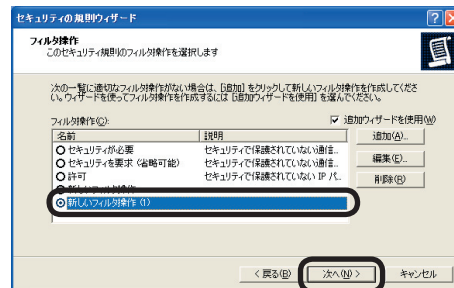 セキュリティの規則ウィザード
フィルタ操作
このセキュリティ規則のフィルタ操作を選択します
次の一覧に適切なフィルタ操作がない場合は、[追加] をクリックして新しいフィルタ操作を作成してくださ
い。ウィザードを使ってフィルタ操作を作成するには [追加ウィザードを使用] を選んでください。
フィルタ操作(C):
追加ウィザードを使用(W)
名前 説明
セキュリティが必要 セキュリティで保護されていない通信...
セキュリティを要求 (省略可能) セキュリティで保護されていない通信...
許可 セキュリティで保護されていない IP パ...
新しいフィルタ操作
新しいフィルタ操作 (1)
追加(A)...
編集(E)...
削除(R)
< 戻る(B) 次へ(N) > キャンセル